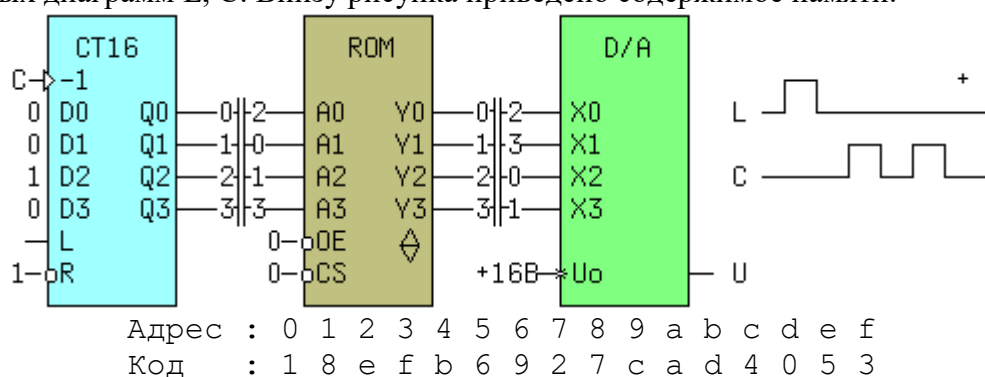 ых диаграмм L, C. Внизу рисунка приведено содержимое памяти.
CT16 ROM D/A
C -1 +
0 D0 Q0 0 2 A0 Y0 0 2 X0 L
0 D1 Q1 1 0 A1 Y1 1 3 X1
1 D2 Q2 2 1 A2 Y2 2 0 X2 C
0 D3 Q3 3 3 A3 Y3 3 1 X3
L 0 OE
1 R 0 CS +16В Uo U
Адрес : 0 1 2 3 4 5 6 7 8 9 a b c d e f
Код : 1 8 e f b 6 9 2 7 c a d 4 0 5 3